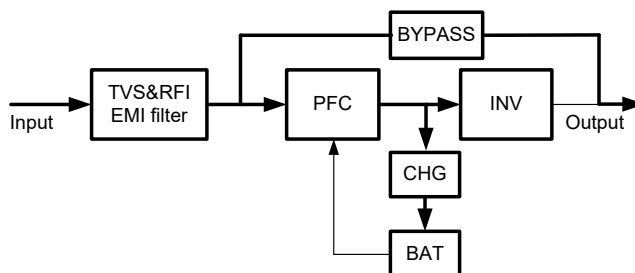 BYPASS
TVS&RFI
EMI filter
PFC
INV
Input
Output
CHG
BAT